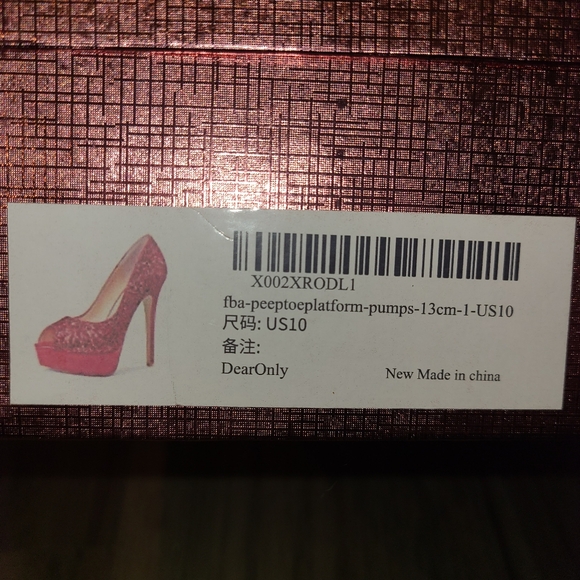 X002XRODL1
fba-peeptoeplatform-pumps-13cm-1-US10
尺码: US10
备注:
DearOnly
New Made in china